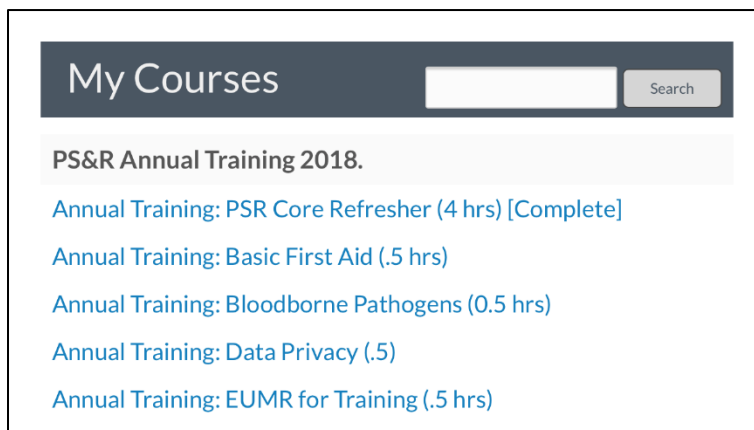 My Courses
Search
PS&R Annual Training 2018.
Annual Training: PSR Core Refresher (4 hrs) [Complete]
Annual Training: Basic First Aid (.5 hrs)
Annual Training: Bloodborne Pathogens (0.5 hrs)
Annual Training: Data Privacy (.5)
Annual Training: EUMR for Training (.5 hrs)